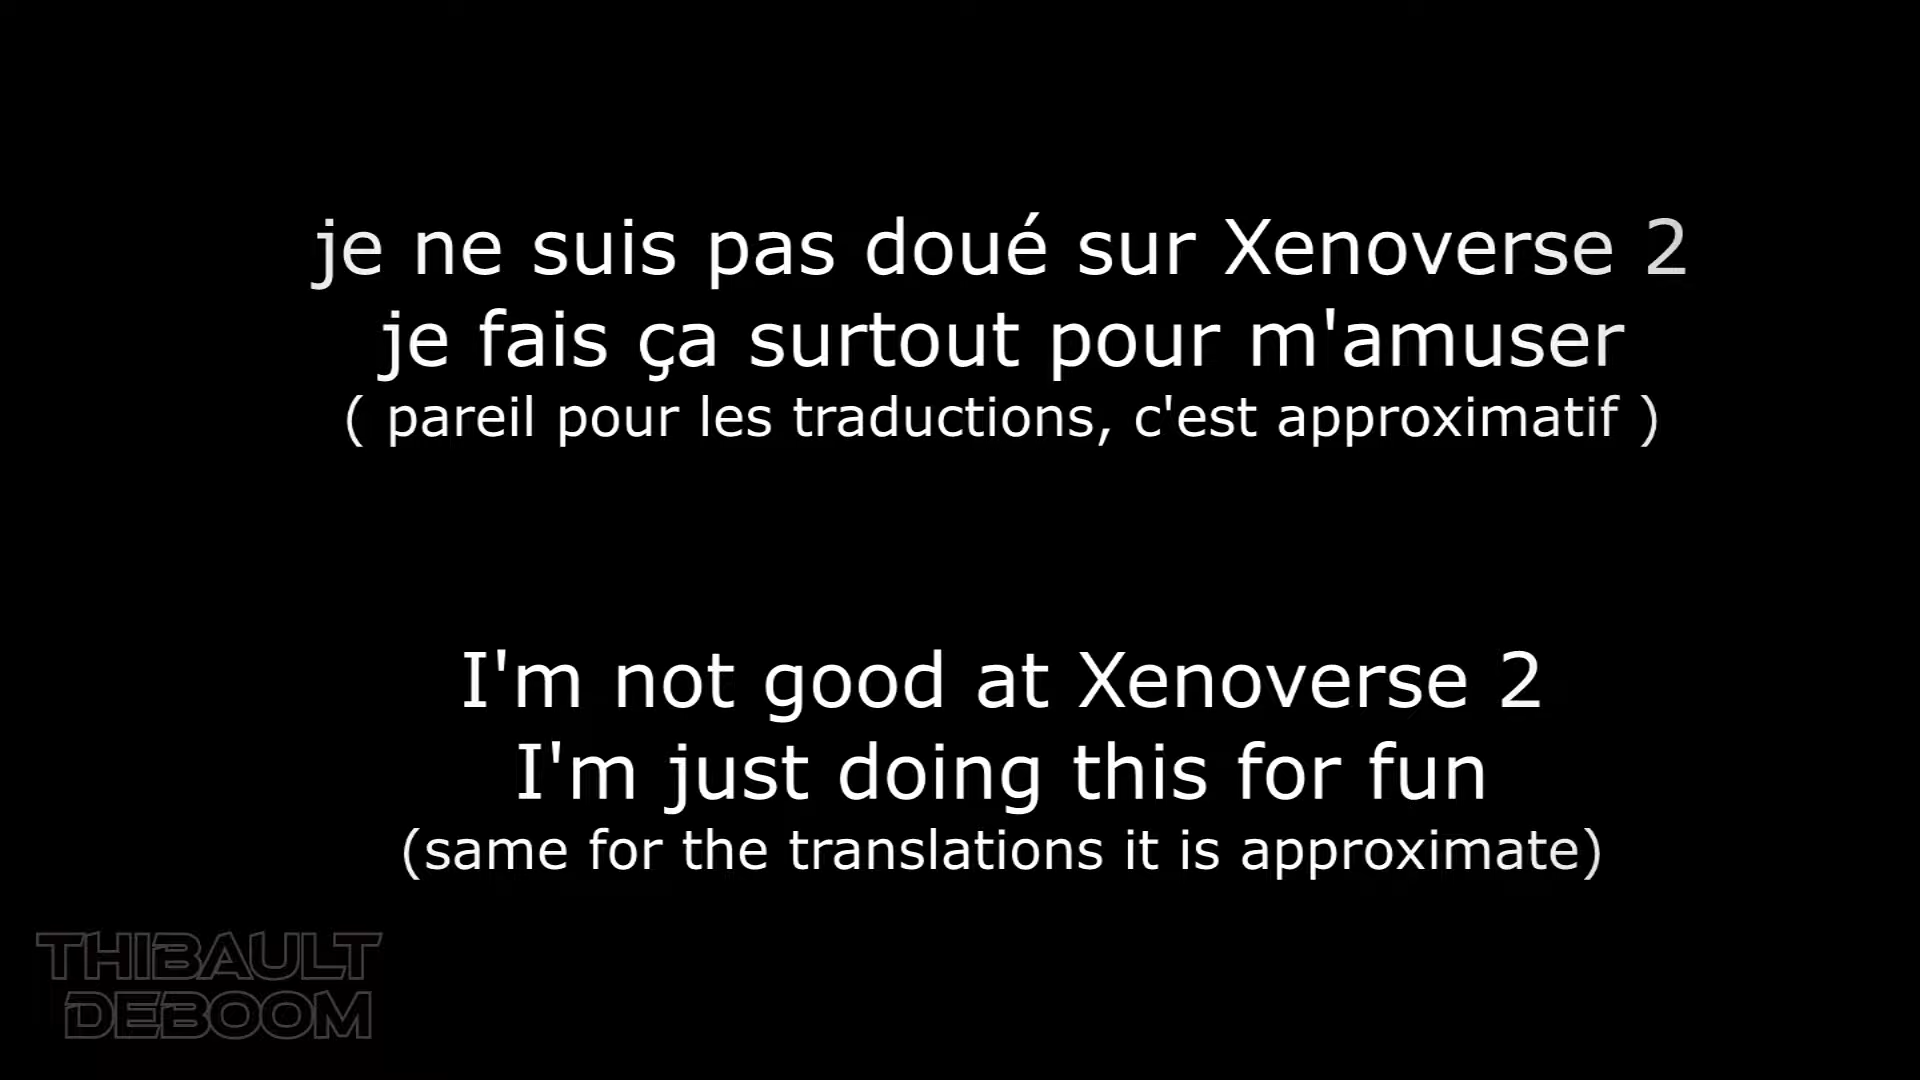 je ne suis pas doué sur Xenoverse 2
je fais ça surtout pour m'amuser
( pareil pour les traductions, c'est approximatif )
I'm not good at Xenoverse 2
I'm just doing this for fun
(same for the translations it is approximate)
THIBAULT
DEBOOM